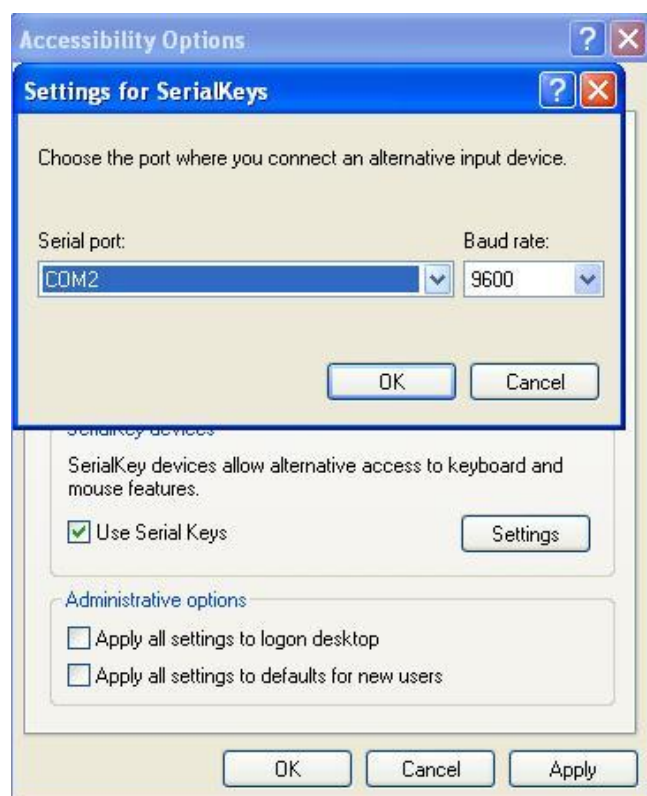 Accessibility Options
Settings for SerialKeys
Choose the port where you connect an alternative input device.
Serial port: Baud rate:
COM2 9600
OK Cancel
SerialKey devices
SerialKey devices allow alternative access to keyboard and
mouse features.
Use Serial Keys Settings
Administrative options
Apply all settings to logon desktop
Apply all settings to defaults for new users
OK Cancel Apply